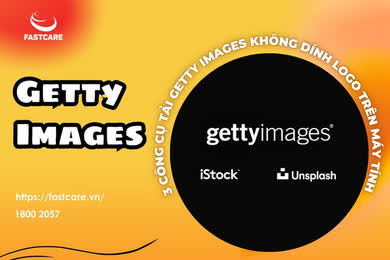 FASTCARE
GETTY
IMAGES
https://fastcare.vn/
1800 2057
3 CÔNG CỤ TẢI GETTY IMAGES KHÔNG DÍNH LOGO TRÊN MÁY TÍNH
gettyimages®
iStock™
Unsplash